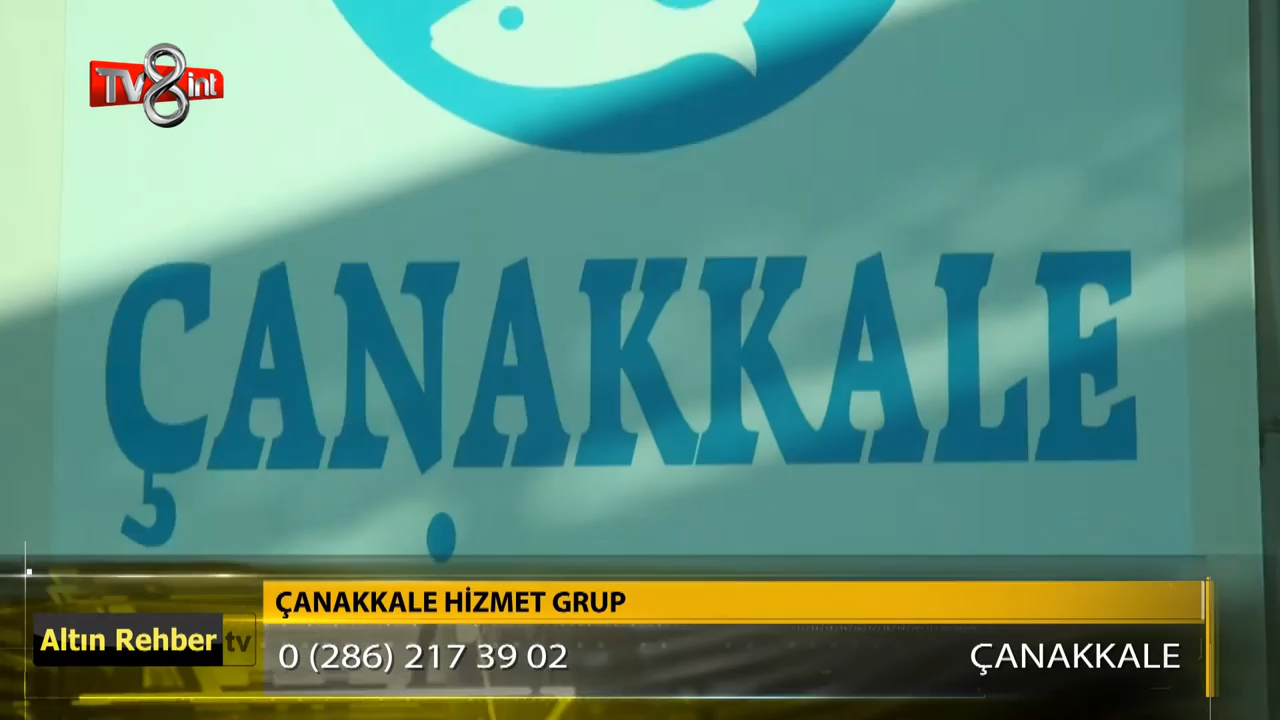 TV8int
ÇANAKKALE
ÇANAKKALE HİZMET GRUP
Altın Rehber tv
0 (286) 217 39 02
ÇANAKKALE